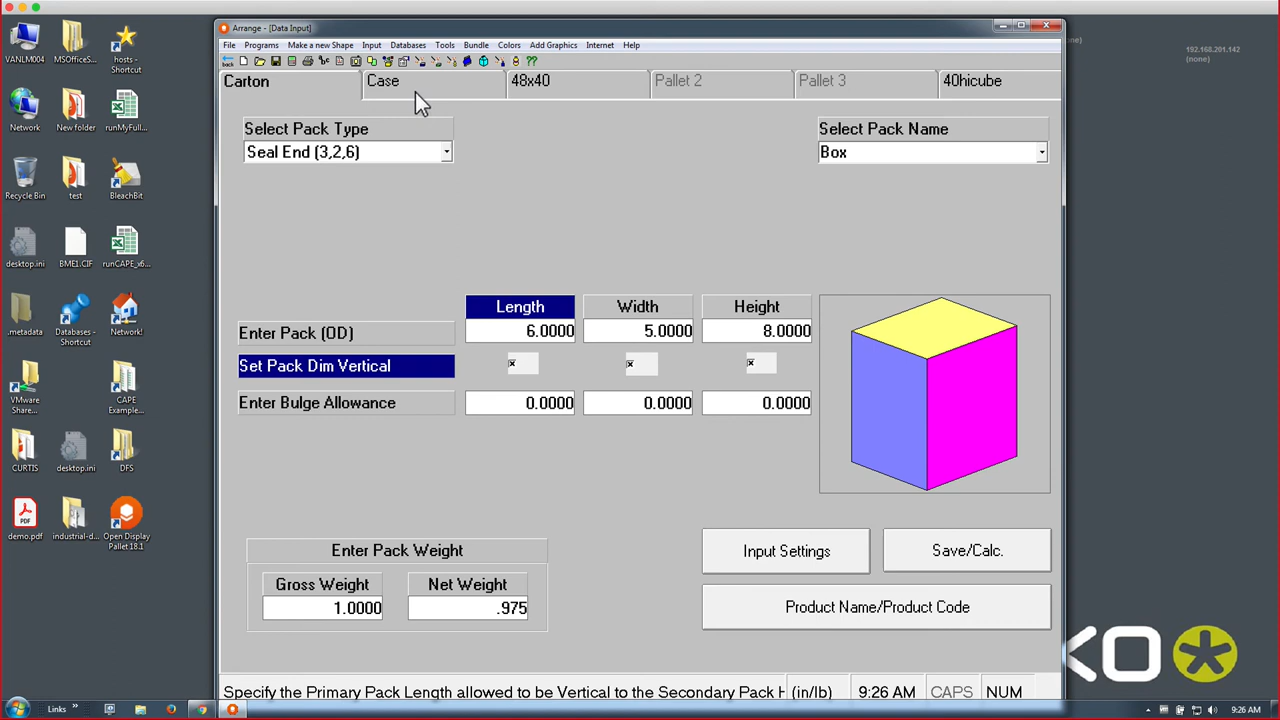 Arrange - [Data Input]
File Programs Make a new Shape Input Databases Tools Bundle Colors Add Graphics Internet Help
back
Carton Case 48x40 Pallet 2 Pallet 3 40hicube
Select Pack Type Select Pack Name
Seal End (3,2,6) Box
Length Width Height
Enter Pack (OD) 6.0000 5.0000 8.0000
Set Pack Dim Vertical
Enter Bulge Allowance 0.0000 0.0000 0.0000
Enter Pack Weight
Gross Weight Net Weight
1.0000 .975
Input Settings Save/Calc.
Product Name/Product Code
Specify the Primary Pack Length allowed to be Vertical to the Secondary Pack H (in/lb) 9:26 AM CAPS NUM
VANLM004 MSOfficeS... hosts - Shortcut
Network New folder runMyFull...
Recycle Bin test BleachBit
desktop.ini BME1.CIF runCAPE_x6...
.metadata Databases - Shortcut Network!
VMware Share... CAPE Example...
CURTIS desktop.ini DFS
demo.pdf industrial-d... Open Display Pallet 18.1
192.168.201.142
(none)
KO
Links » 9:26 AM